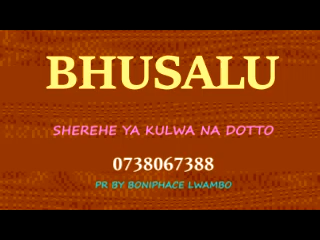 BHUSALU
SHEREHE YA KULWA NA DOTTO
0738067388
PR BY BONIPHACE LWAMBO